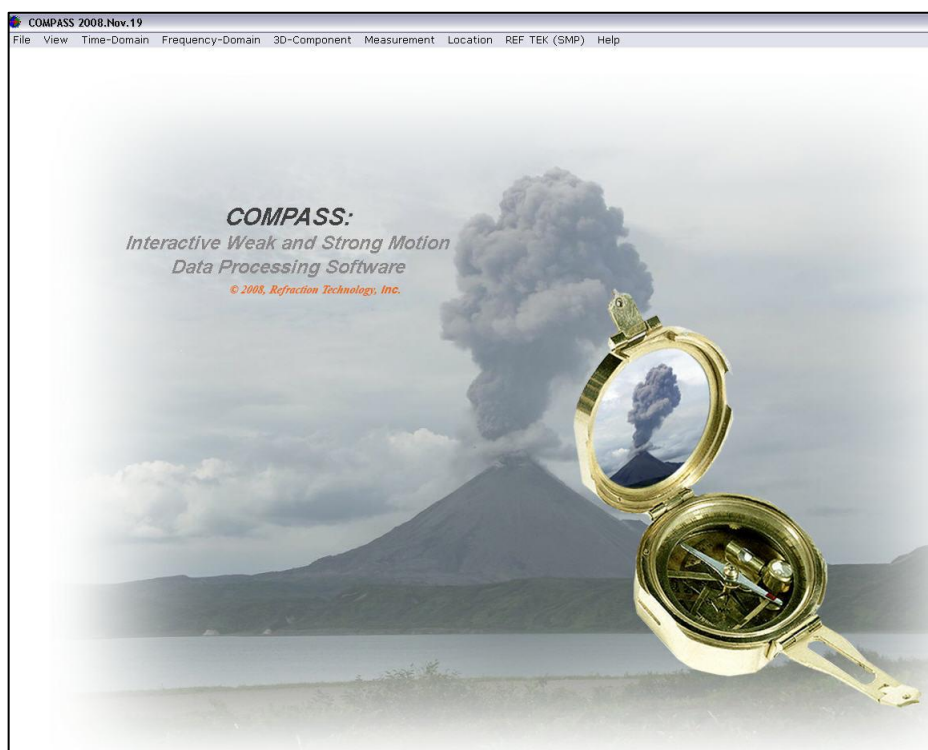 COMPASS 2008.Nov.19
File View Time-Domain Frequency-Domain 3D-Component Measurement Location REF TEK (SMP) Help
COMPASS:
Interactive Weak and Strong Motion
Data Processing Software
© 2008, Refraction Technology, Inc.